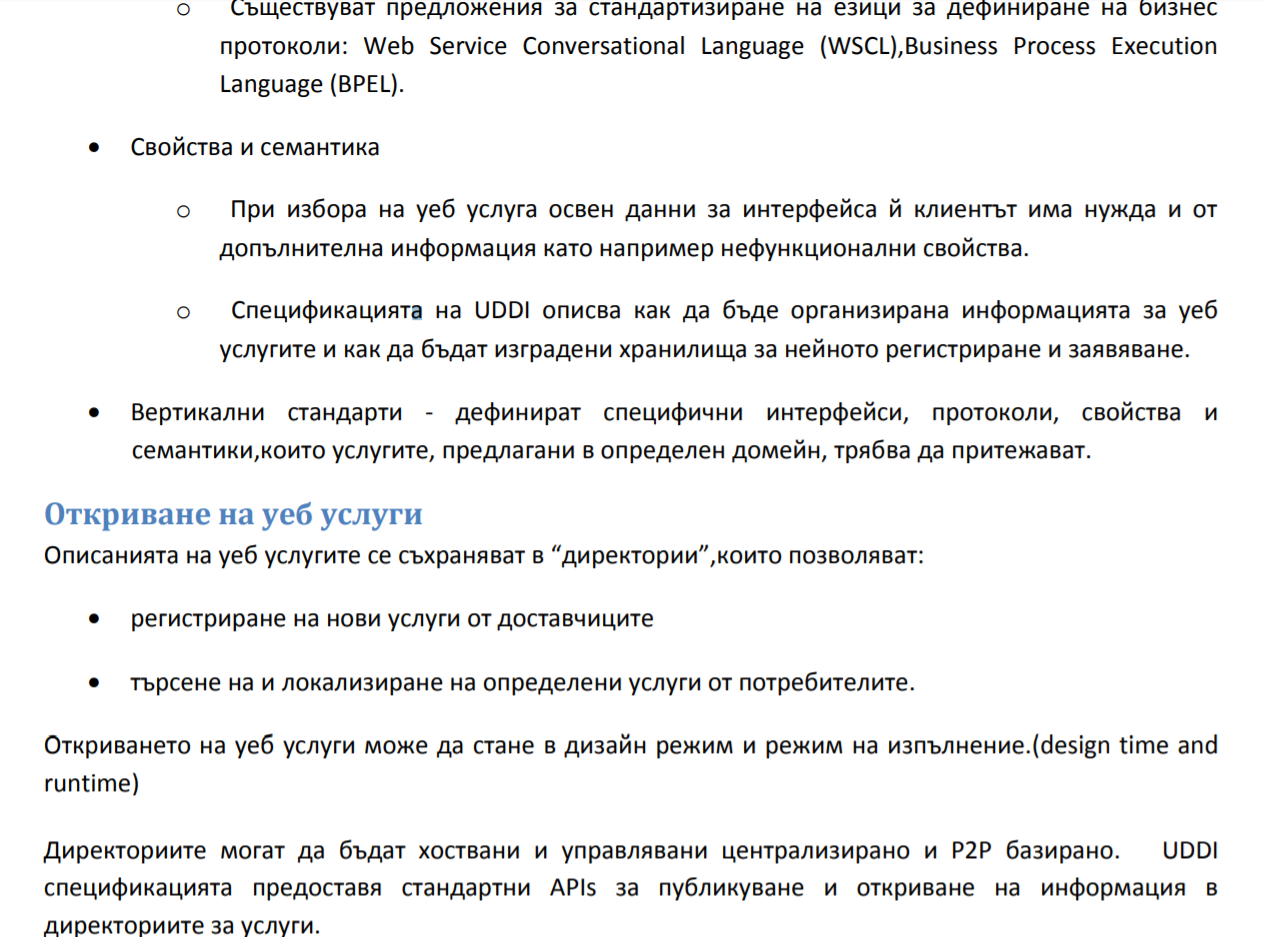 ○ Съществуват предложения за стандартизиране на езици за дефиниране на бизнес
протоколи: Web Service Conversational Language (WSCL),Business Process Execution
Language (BPEL).
• Свойства и семантика
○ При избора на уеб услуга освен данни за интерфейса й клиентът има нужда и от
допълнителна информация като например нефункционални свойства.
○ Спецификацията на UDDI описва как да бъде организирана информацията за уеб
услугите и как да бъдат изградени хранилища за нейното регистриране и заявяване.
• Вертикални стандарти - дефинират специфични интерфейси, протоколи, свойства и
семантики,които услугите, предлагани в определен домейн, трябва да притежават.
Откриване на уеб услуги
Описанията на уеб услугите се съхраняват в “директории”,които позволяват:
• регистриране на нови услуги от доставчиците
• търсене на и локализиране на определени услуги от потребителите.
Откриването на уеб услуги може да стане в дизайн режим и режим на изпълнение.(design time and
runtime)
Директориите могат да бъдат хоствани и управлявани централизирано и P2P базирано. UDDI
спецификацията предоставя стандартни APIs за публикуване и откриване на информация в
директориите за услуги.